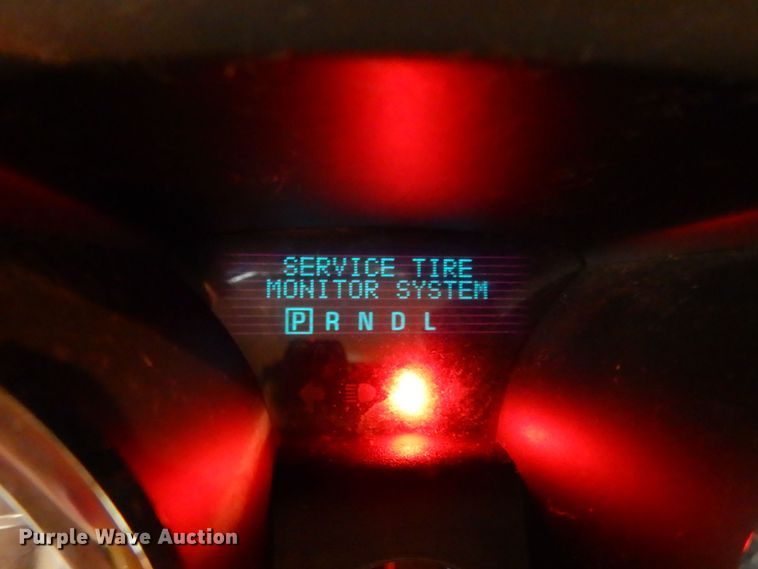 SERVICE TIRE
MONITOR SYSTEM
P R N D L
Purple Wave Auction